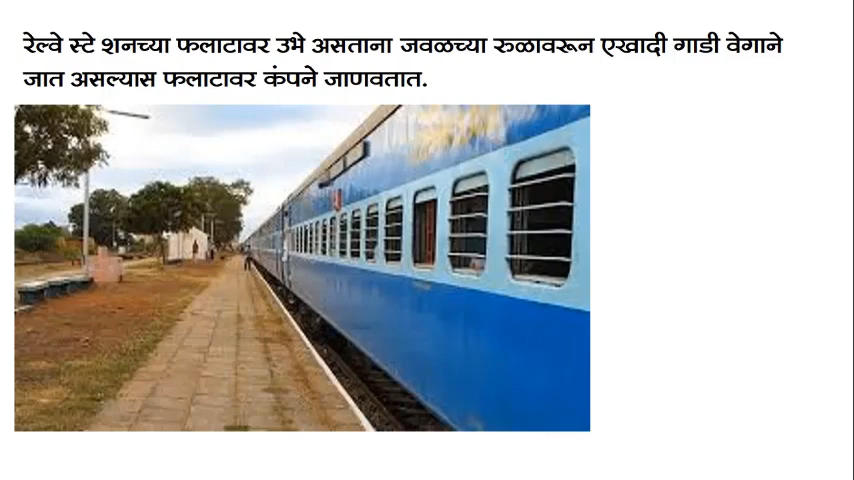 रेल्वे स्टे शनच्या फलाटावर उभे असताना जवळच्या रुळावरून एखादी गाडी वेगाने
जात असल्यास फलाटावर कंपने जाणवतात.